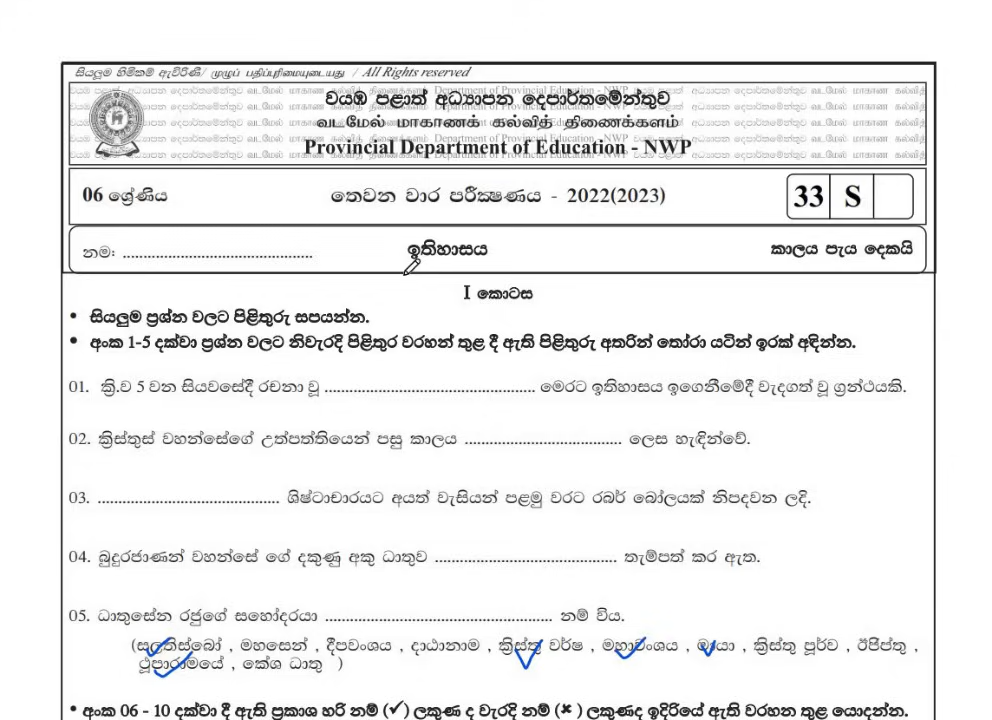 සියලුම හිමිකම් ඇවිරිණි/ முழுப் பதிப்புரிமையுடையது / All Rights reserved
වයඹ පළාත් අධ්‍යාපන දෙපාර්තමේන්තුව
வடமேல் மாகாணக் கல்வித் திணைக்களம்
Provincial Department of Education - NWP
06 ශ්‍රේණිය තෙවන වාර පරීක්‍ෂණය - 2022(2023) 33 S
නම: ............................................... ඉතිහාසය කාලය පැය දෙකයි
I කොටස
• සියලුම ප්‍රශ්න වලට පිළිතුරු සපයන්න.
• අංක 1-5 දක්වා ප්‍රශ්න වලට නිවැරදි පිළිතුර වරහන් තුළ දී ඇති පිළිතුරු අතරින් තෝරා යටින් ඉරක් අඳින්න.
01. ක්‍රි.ව 5 වන සියවසේදී රචනා වූ ..................................................... මෙරට ඉතිහාසය ඉගෙනීමේදී වැදගත් වූ ග්‍රන්ථයකි.
02. ක්‍රිස්තුස් වහන්සේගේ උත්පත්තියෙන් පසු කාලය ....................................... ලෙස හැඳින්වේ.
03. .............................................. ශිෂ්ටාචාරයට අයත් වැසියන් පළමු වරට රබර් බෝලයක් නිපදවන ලදි.
04. බුදුරජාණන් වහන්සේ ගේ දකුණු අකු ධාතුව .............................................. තැම්පත් කර ඇත.
05. ධාතුසේන රජුගේ සහෝදරයා ......................................................... නම් විය.
(සලතිස්බෝ , මහසෙන් , දීපවංශය , දාඨානාම , ක්‍රිස්තු වර්ෂ , මහාවංශය , මායා , ක්‍රිස්තු පූර්ව , ඊජිප්තු ,
ථූපාරාමයේ , කේශ ධාතු )
• අංක 06 - 10 දක්වා දී ඇති ප්‍රකාශ හරි නම් (✓) ලකුණ ද වැරදි නම් (✘) ලකුණද ඉදිරියේ ඇති වරහන තුළ යොදන්න.